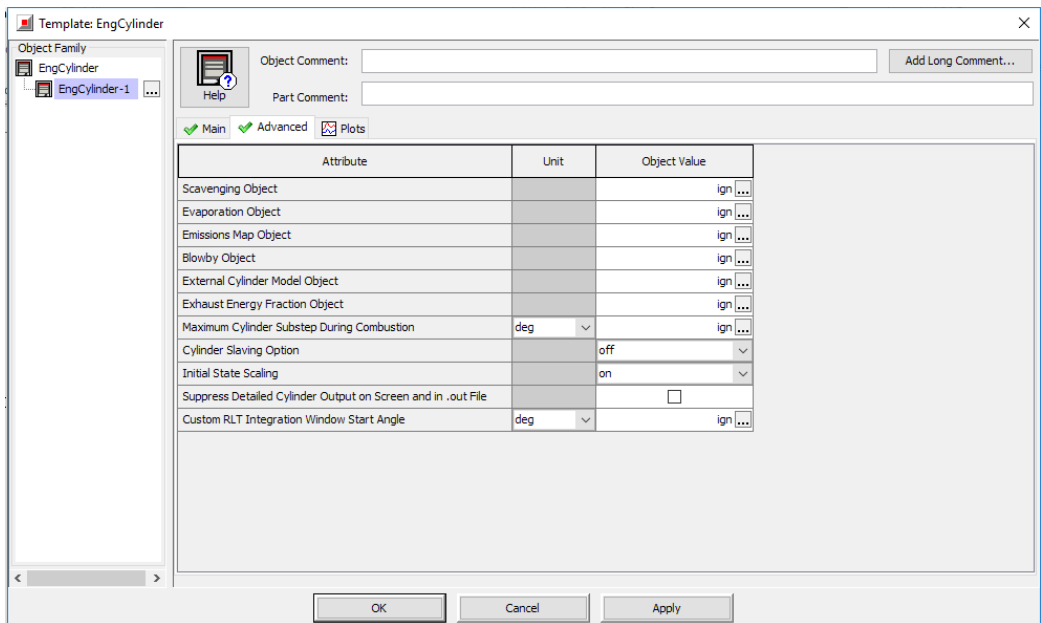 Template: EngCylinder
Object Family
EngCylinder
EngCylinder-1 ...
Help
Object Comment:
Add Long Comment...
Part Comment:
Main Advanced Plots
Attribute Unit Object Value
Scavenging Object ign ...
Evaporation Object ign ...
Emissions Map Object ign ...
Blowby Object ign ...
External Cylinder Model Object ign ...
Exhaust Energy Fraction Object ign ...
Maximum Cylinder Substep During Combustion deg ign ...
Cylinder Slaving Option off
Initial State Scaling on
Suppress Detailed Cylinder Output on Screen and in .out File
Custom RLT Integration Window Start Angle deg ign ...
OK Cancel Apply